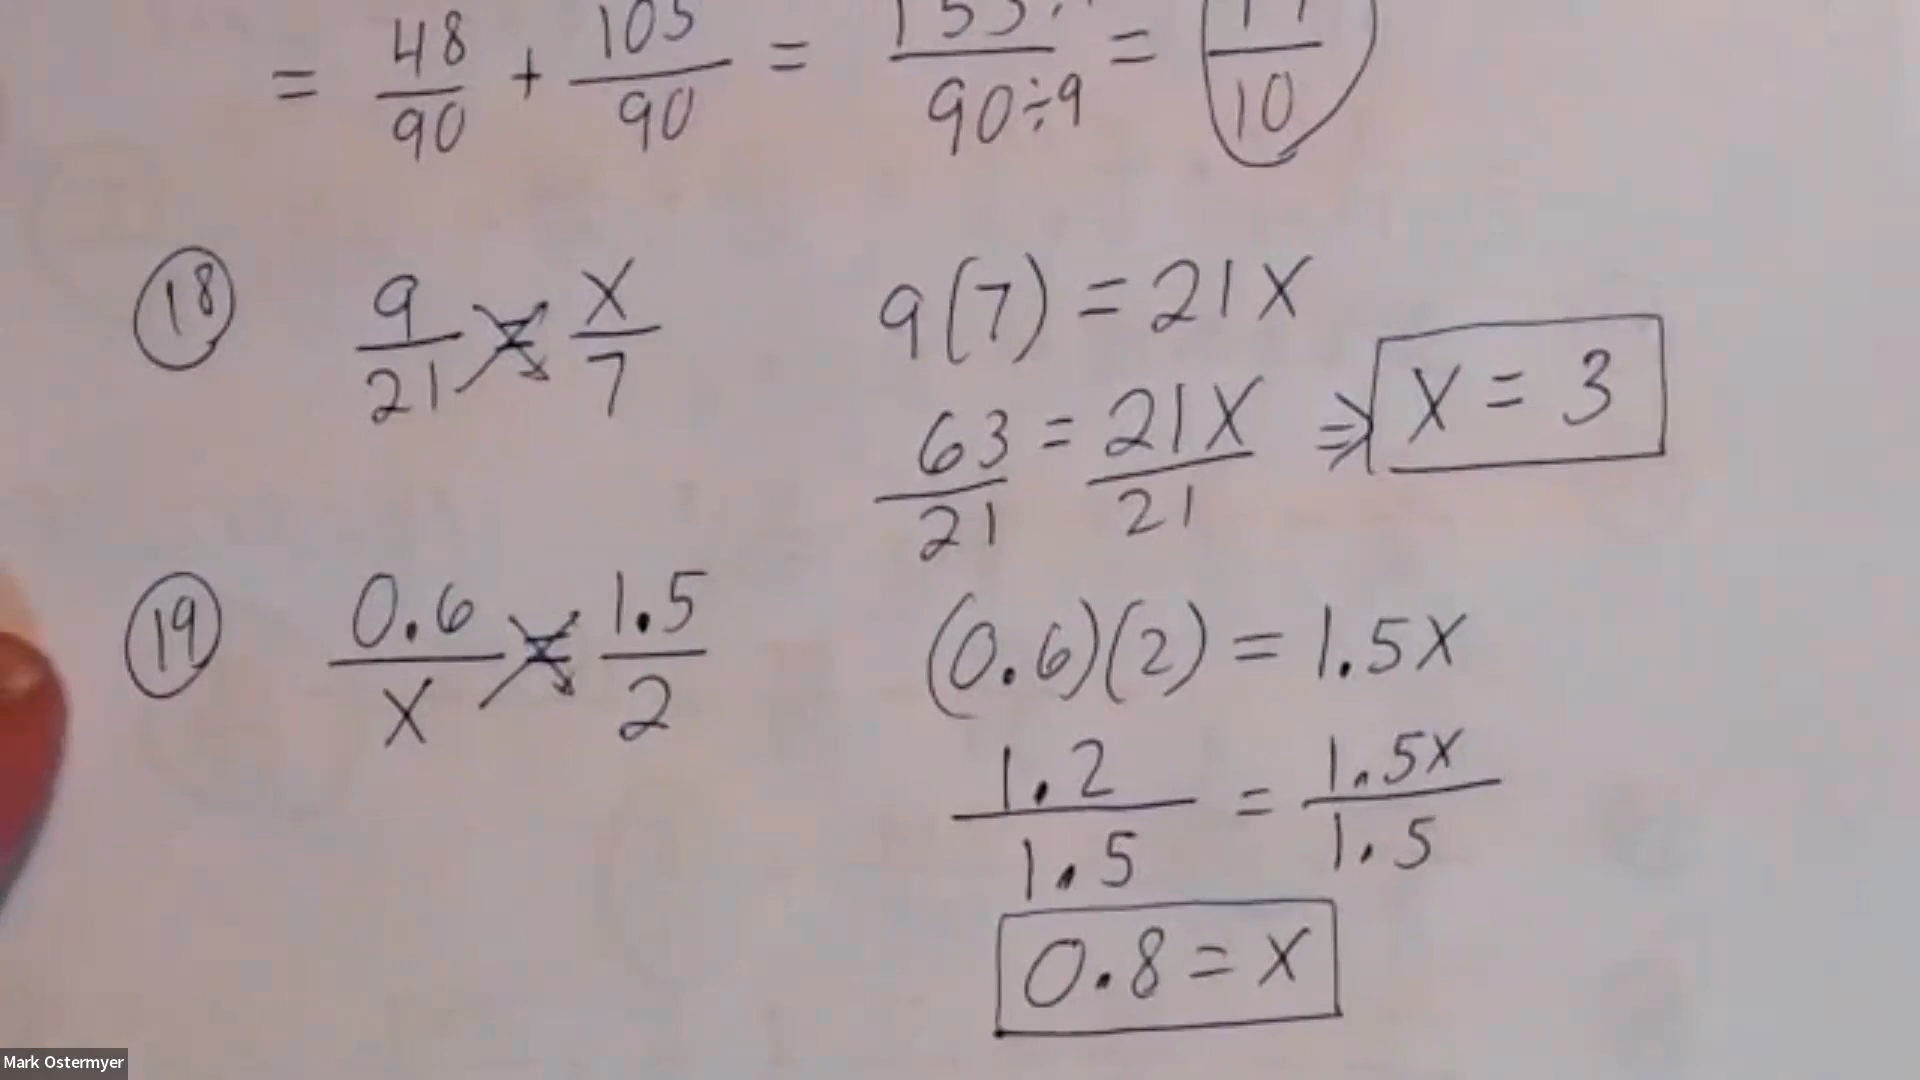 = 48/90 + 105/90 = 153/90÷9 = 17/10
18 9/21 = x/7 9(7) = 21x
63/21 = 21x/21 ⇒ x = 3
19 0.6/x = 1.5/2 (0.6)(2) = 1.5x
1.2/1.5 = 1.5x/1.5
0.8 = x
Mark Ostermyer